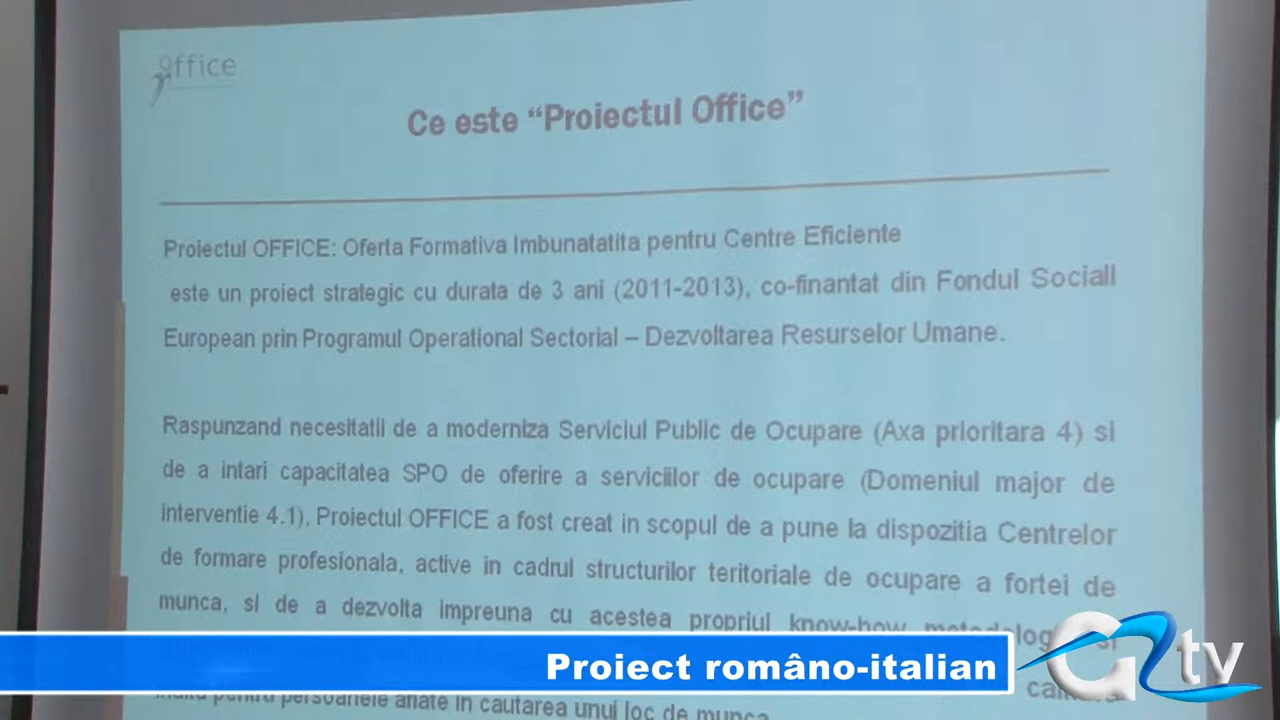 office
Ce este “Proiectul Office”
Proiectul OFFICE: Oferta Formativa Imbunatatita pentru Centre Eficiente
este un proiect strategic cu durata de 3 ani (2011-2013), co-finantat din Fondul Sociall
European prin Programul Operational Sectorial – Dezvoltarea Resurselor Umane.
Raspunzand necesitatii de a moderniza Serviciul Public de Ocupare (Axa prioritara 4) si
de a intari capacitatea SPO de oferire a serviciilor de ocupare (Domeniul major de
interventie 4.1), Proiectul OFFICE a fost creat in scopul de a pune la dispozitia Centrelor
de formare profesionala, active in cadrul structurilor teritoriale de ocupare a fortei de
munca, si de a dezvolta impreuna cu acestea propriul know-how
Proiect româno-italian
G2 tv
pentru persoanele aflate in cautarea unui loc de munca